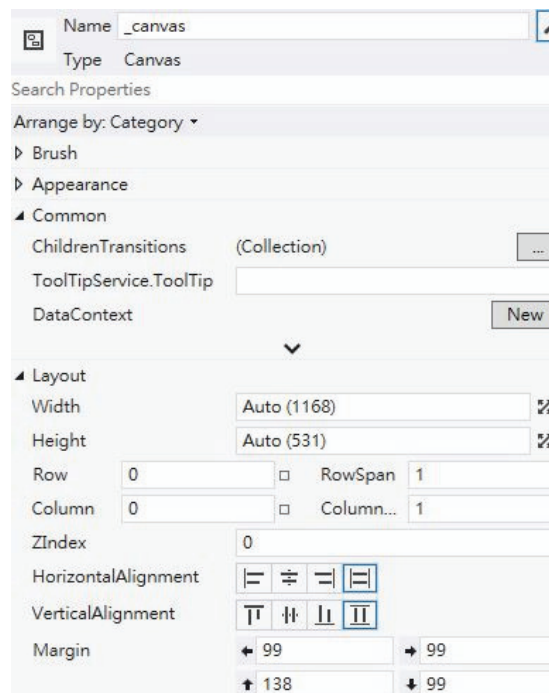 Name _canvas
Type Canvas
Search Properties
Arrange by: Category
Brush
Appearance
Common
ChildrenTransitions (Collection) ...
ToolTipService.ToolTip
DataContext New
Layout
Width Auto (1168)
Height Auto (531)
Row 0 RowSpan 1
Column 0 Column... 1
ZIndex 0
HorizontalAlignment
VerticalAlignment
Margin 99 99
138 99